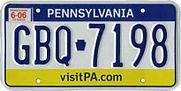 6-06
PENNSYLVANIA
GBQ 7198
visitPA.com